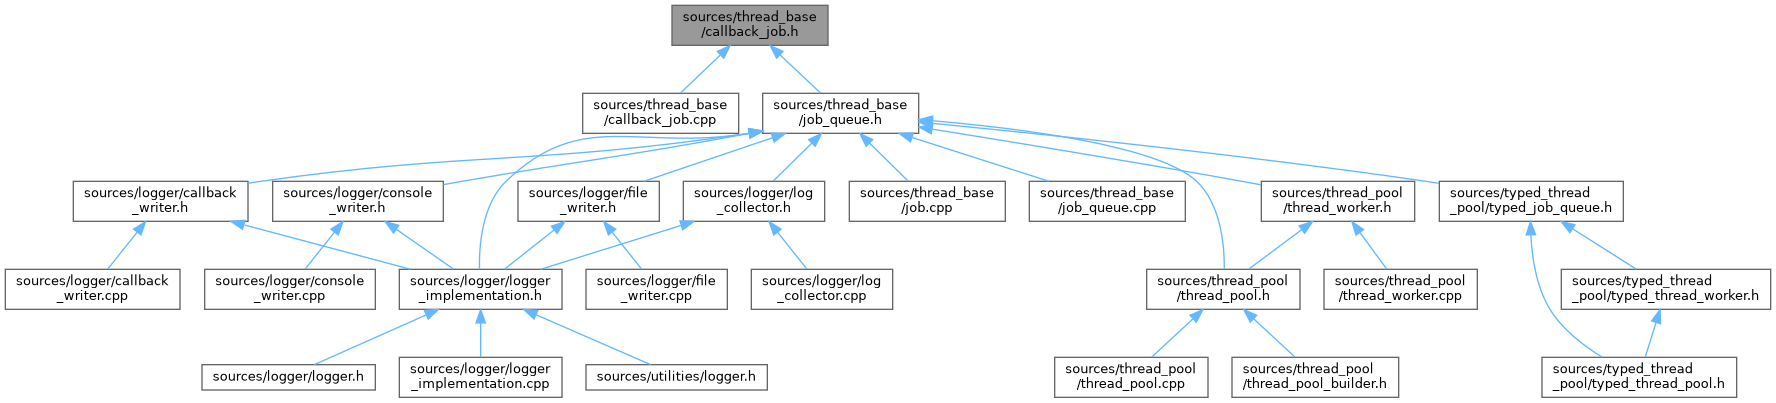 sources/thread_base
/callback_job.h
sources/thread_base
/callback_job.cpp
sources/thread_base
/job_queue.h
sources/logger/callback
_writer.h
sources/logger/console
_writer.h
sources/logger/file
_writer.h
sources/logger/log
_collector.h
sources/thread_base
/job.cpp
sources/thread_base
/job_queue.cpp
sources/thread_pool
/thread_worker.h
sources/typed_thread
_pool/typed_job_queue.h
sources/logger/callback
_writer.cpp
sources/logger/console
_writer.cpp
sources/logger/logger
_implementation.h
sources/logger/file
_writer.cpp
sources/logger/log
_collector.cpp
sources/thread_pool
/thread_pool.h
sources/thread_pool
/thread_worker.cpp
sources/typed_thread
_pool/typed_thread_worker.h
sources/logger/logger.h
sources/logger/logger
_implementation.cpp
sources/utilities/logger.h
sources/thread_pool
/thread_pool.cpp
sources/thread_pool
/thread_pool_builder.h
sources/typed_thread
_pool/typed_thread_pool.h